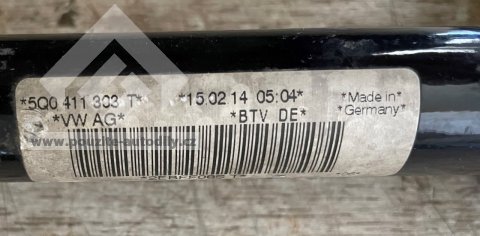 *5Q0 411 303 T* *15.02.14 05:04* *Made in*
*VW AG* *BTV DE* *Germany*
www.pouzite-autodily.cz